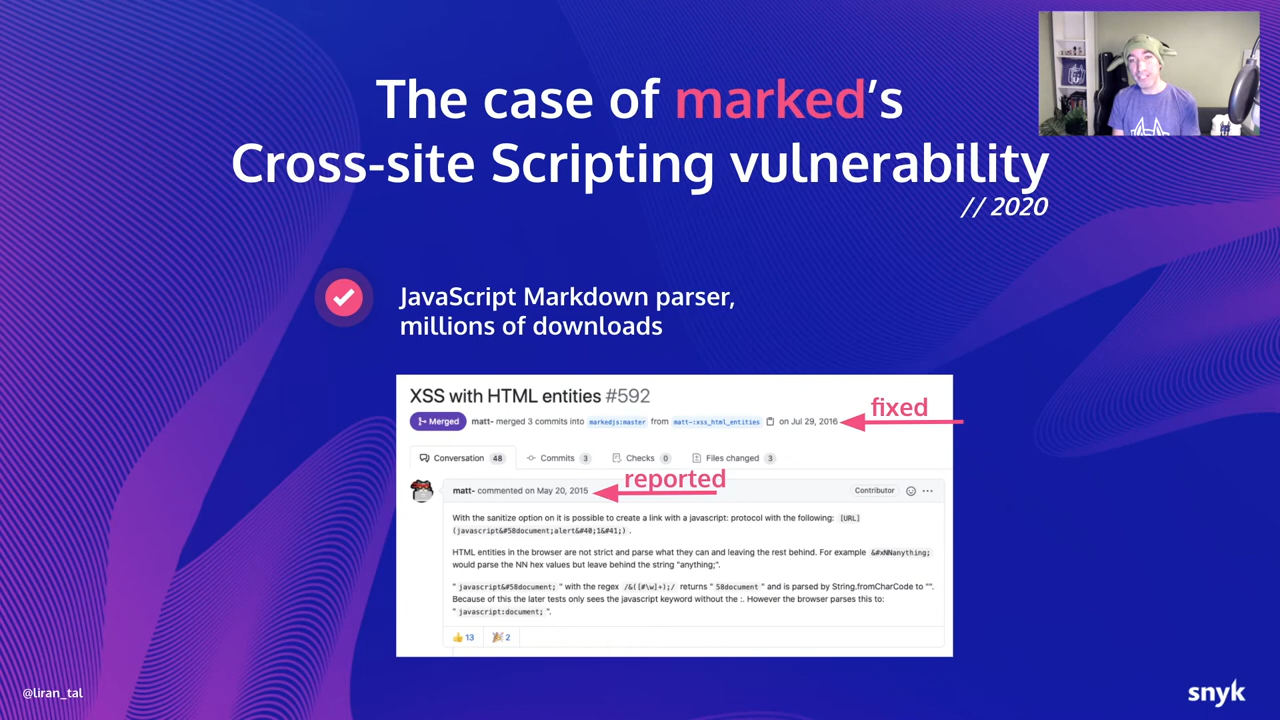 The case of marked's
Cross-site Scripting vulnerability
// 2020
JavaScript Markdown parser,
millions of downloads
XSS with HTML entities #592
Merged matt- merged 3 commits into markedjs:master from matt-:xss_html_entities on Jul 29, 2016
fixed
Conversation 48 Commits 3 Checks 0 Files changed 3
reported
matt- commented on May 20, 2015 Contributor
With the sanitize option on it is possible to create a link with a javascript: protocol with the following: [URL]
(javascript&#58document;alert&#40;1&#41;) .
HTML entities in the browser are not strict and parse what they can and leaving the rest behind. For example &#xNNanything;
would parse the NN hex values but leave behind the string "anything;".
" javascript&#58document; " with the regex /&([#\w]+);/ returns " 58document " and is parsed by String.fromCharCode to "".
Because of this the later tests only sees the javascript keyword without the :. However the browser parses this to:
" javascript:document; ".
👍 13 🎉 2
@liran_tal
snyk